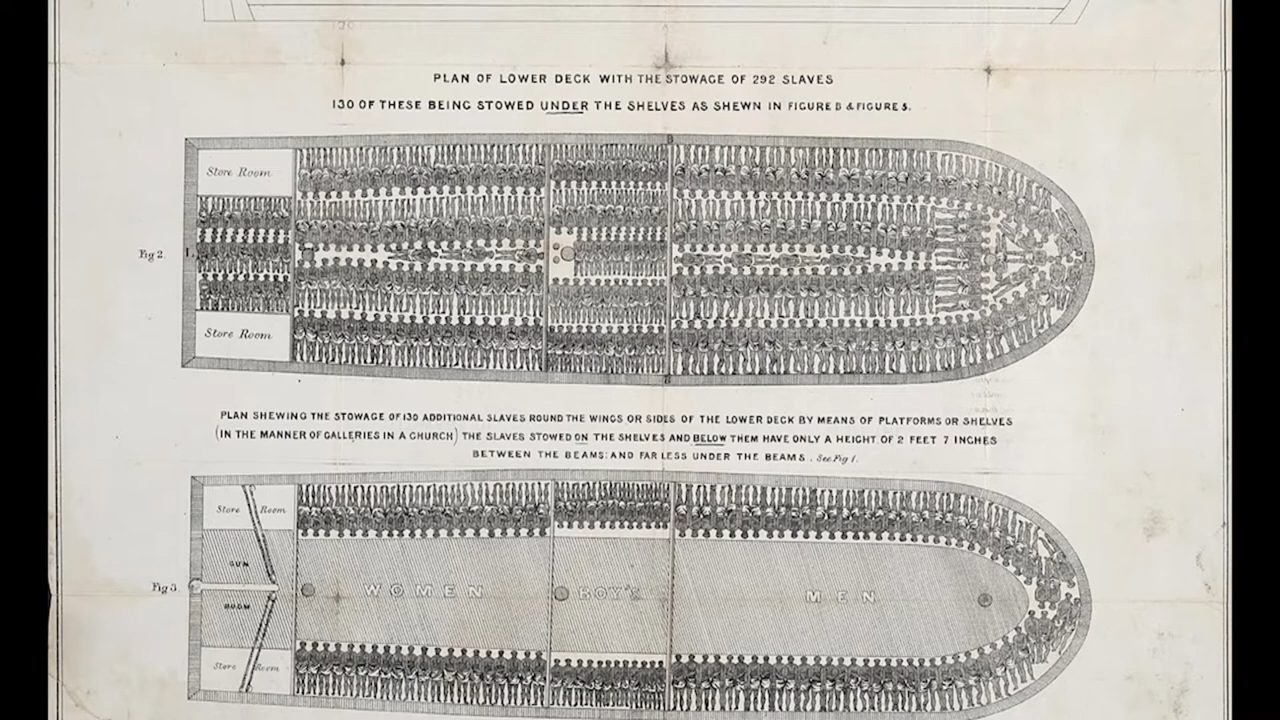 PLAN OF LOWER DECK WITH THE STOWAGE OF 292 SLAVES
130 OF THESE BEING STOWED UNDER THE SHELVES AS SHEWN IN FIGURE B & FIGURE 5.
Store Room
Fig 2.
Store Room
PLAN SHEWING THE STOWAGE OF 130 ADDITIONAL SLAVES ROUND THE WINGS OR SIDES OF THE LOWER DECK BY MEANS OF PLATFORMS OR SHELVES
(IN THE MANNER OF GALLERIES IN A CHURCH) THE SLAVES STOWED ON THE SHELVES AND BELOW THEM HAVE ONLY A HEIGHT OF 2 FEET 7 INCHES
BETWEEN THE BEAMS: AND FAR LESS UNDER THE BEAMS. See Fig 1.
Store Room
GUN
Fig 3.
WOMEN BOYS MEN
ROOM
Store Room